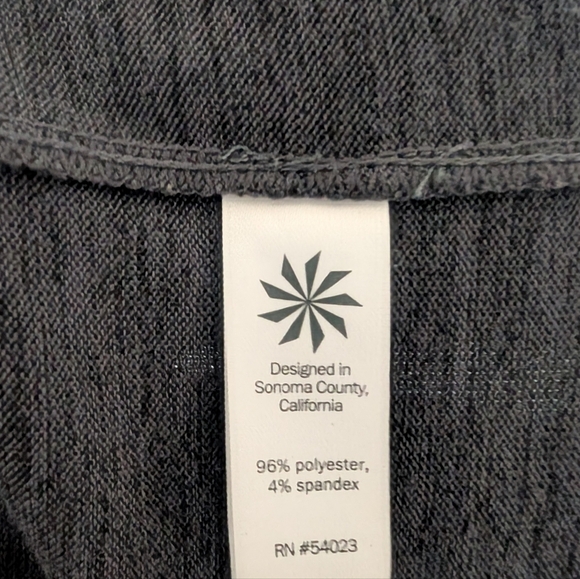 Designed in
Sonoma County,
California
96% polyester,
4% spandex
RN #54023